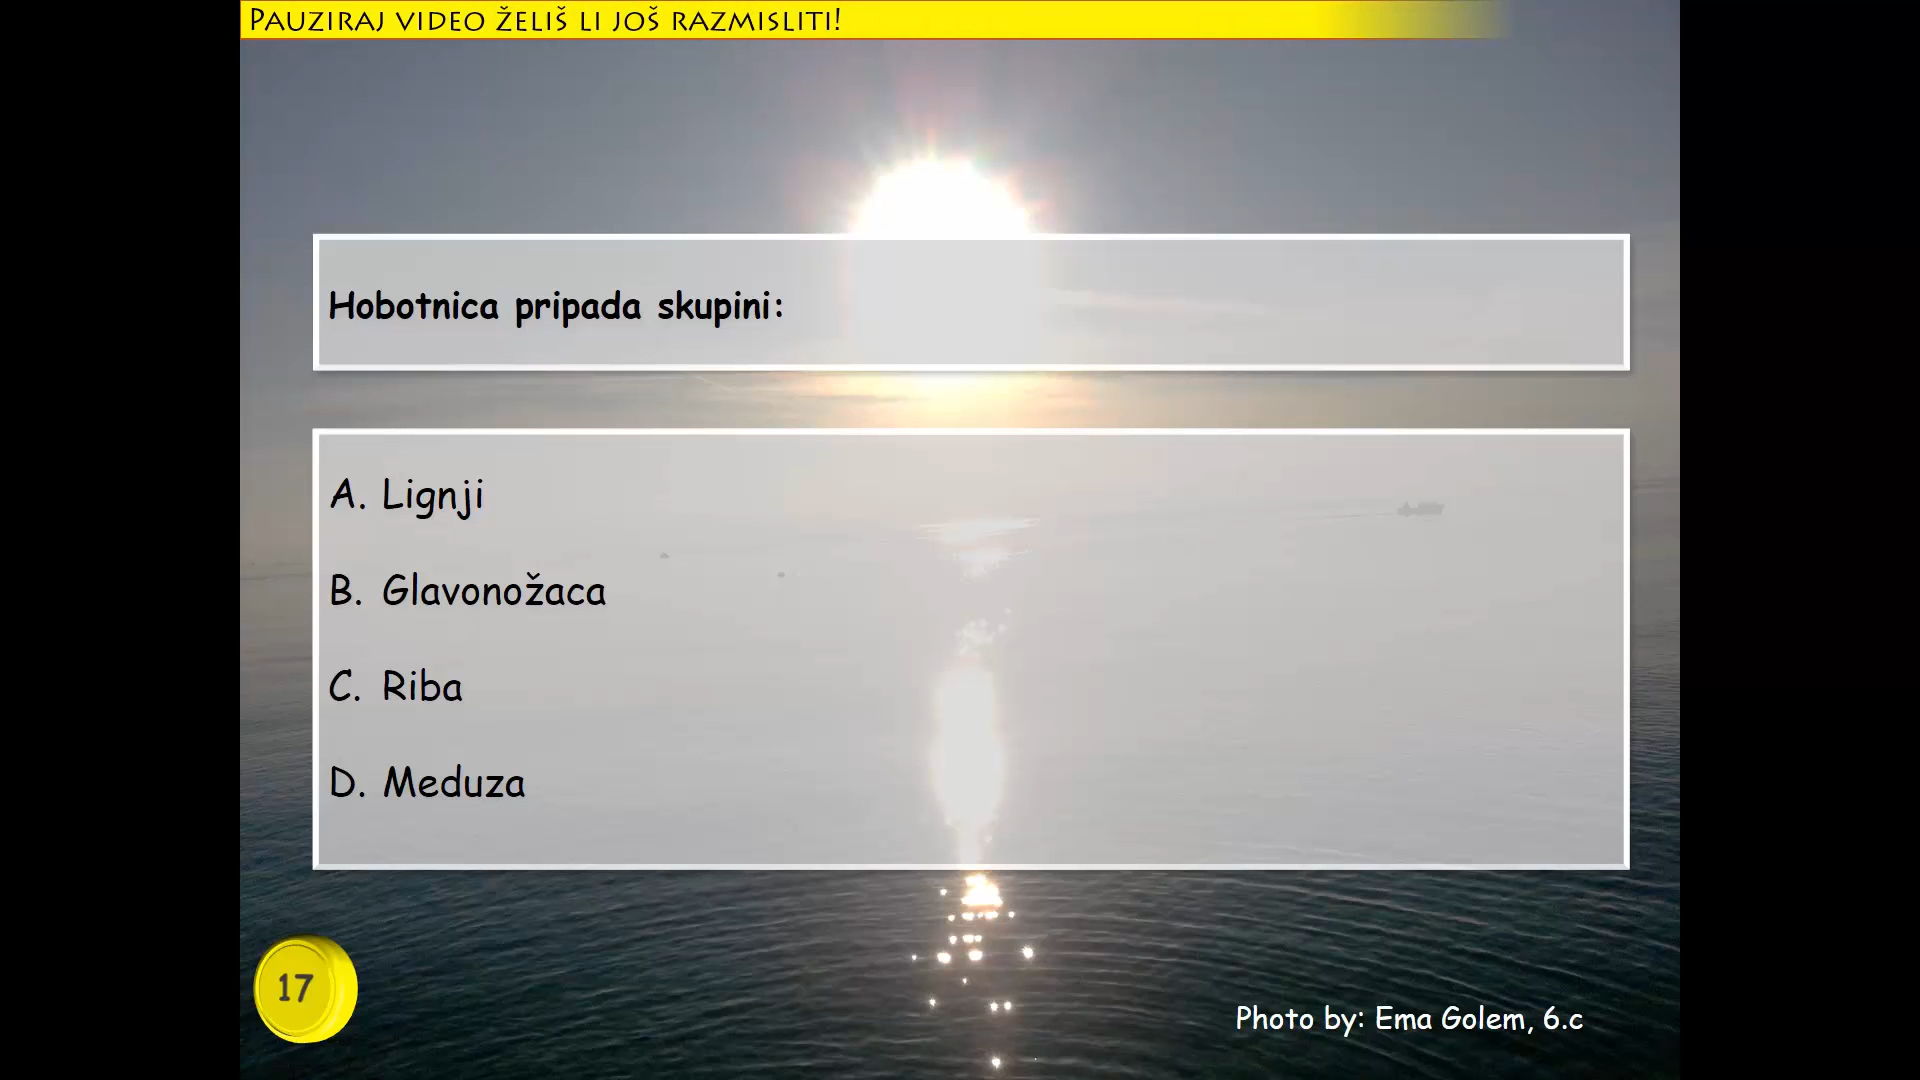 Pauziraj video želiš li još razmisliti!
Hobotnica pripada skupini:
A. Lignji
B. Glavonožaca
C. Riba
D. Meduza
17
Photo by: Ema Golem, 6.c